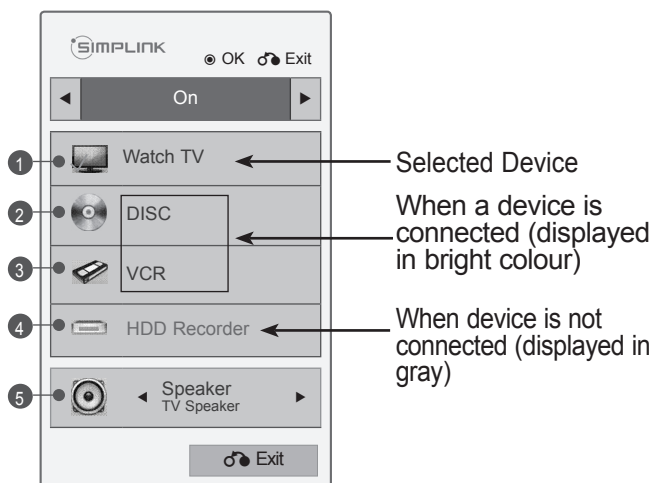 SIMPLINK
OK Exit
On
1 Watch TV
Selected Device
2 DISC
When a device is
connected (displayed
in bright colour)
3 VCR
4 HDD Recorder
When device is not
connected (displayed in
gray)
5 Speaker
TV Speaker
Exit